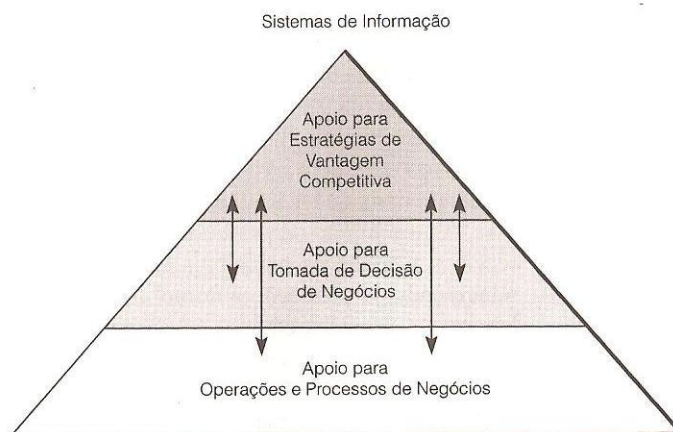 Sistemas de Informação
Apoio para
Estratégias de
Vantagem
Competitiva
Apoio para
Tomada de Decisão
de Negócios
Apoio para
Operações e Processos de Negócios